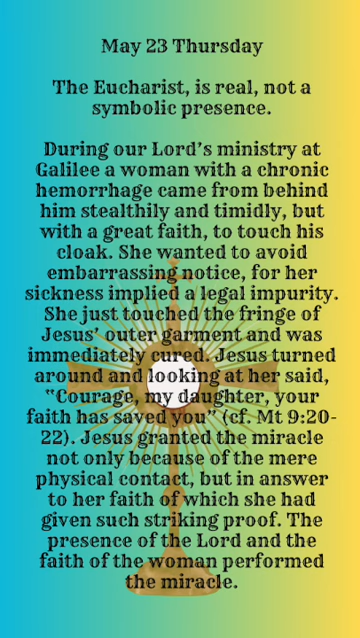 May 23 Thursday
The Eucharist, is real, not a
symbolic presence.
During our Lord's ministry at
Galilee a woman with a chronic
hemorrhage came from behind
him stealthily and timidly, but
with a great faith, to touch his
cloak. She wanted to avoid
embarrassing notice, for her
sickness implied a legal impurity.
She just touched the fringe of
Jesus' outer garment and was
immediately cured. Jesus turned
around and looking at her said,
"Courage, my daughter, your
faith has saved you" (cf. Mt 9:20-
22). Jesus granted the miracle
not only because of the mere
physical contact, but in answer
to her faith of which she had
given such striking proof. The
presence of the Lord and the
faith of the woman performed
the miracle.